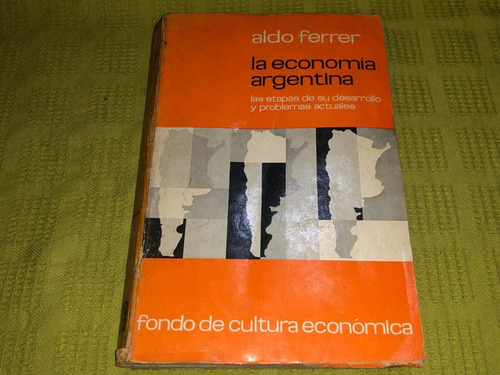 aldo ferrer
la economía
argentina
las etapas de su desarrollo
y problemas actuales
fondo de cultura económica